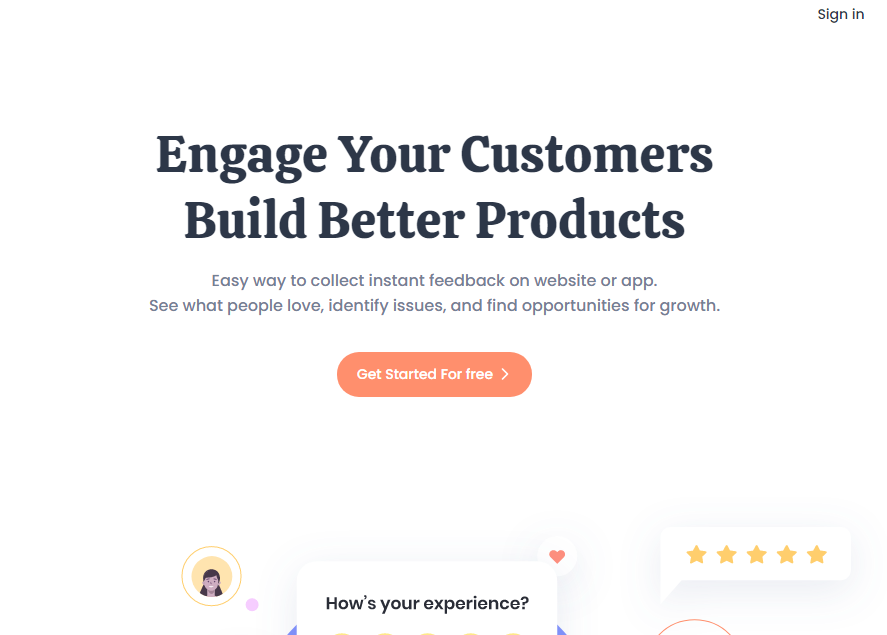 Sign in
Engage Your Customers
Build Better Products
Easy way to collect instant feedback on website or app.
See what people love, identify issues, and find opportunities for growth.
Get Started For free
How's your experience?